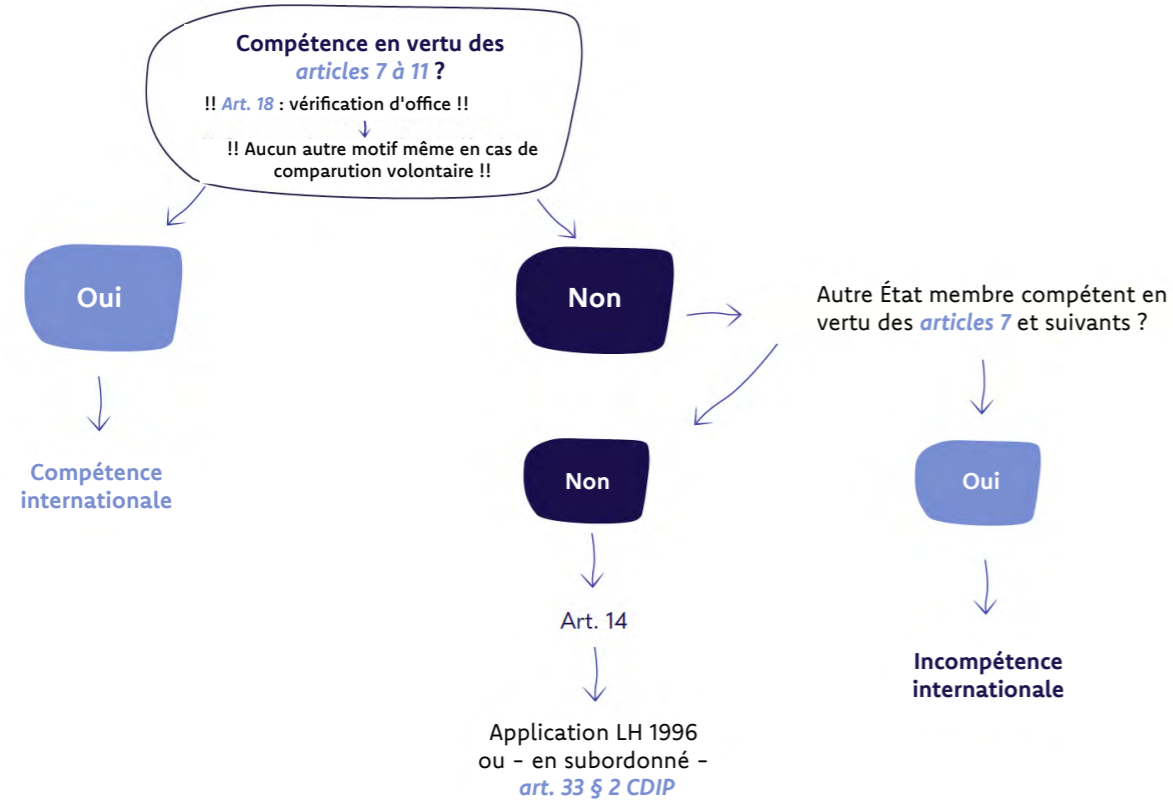 Compétence en vertu des
articles 7 à 11 ?
!! Art. 18 : vérification d'office !!
!! Aucun autre motif même en cas de
comparution volontaire !!
Oui
Non
Autre État membre compétent en
vertu des articles 7 et suivants ?
Compétence
internationale
Non
Oui
Art. 14
Incompétence
internationale
Application LH 1996
ou - en subordonné -
art. 33 § 2 CDIP